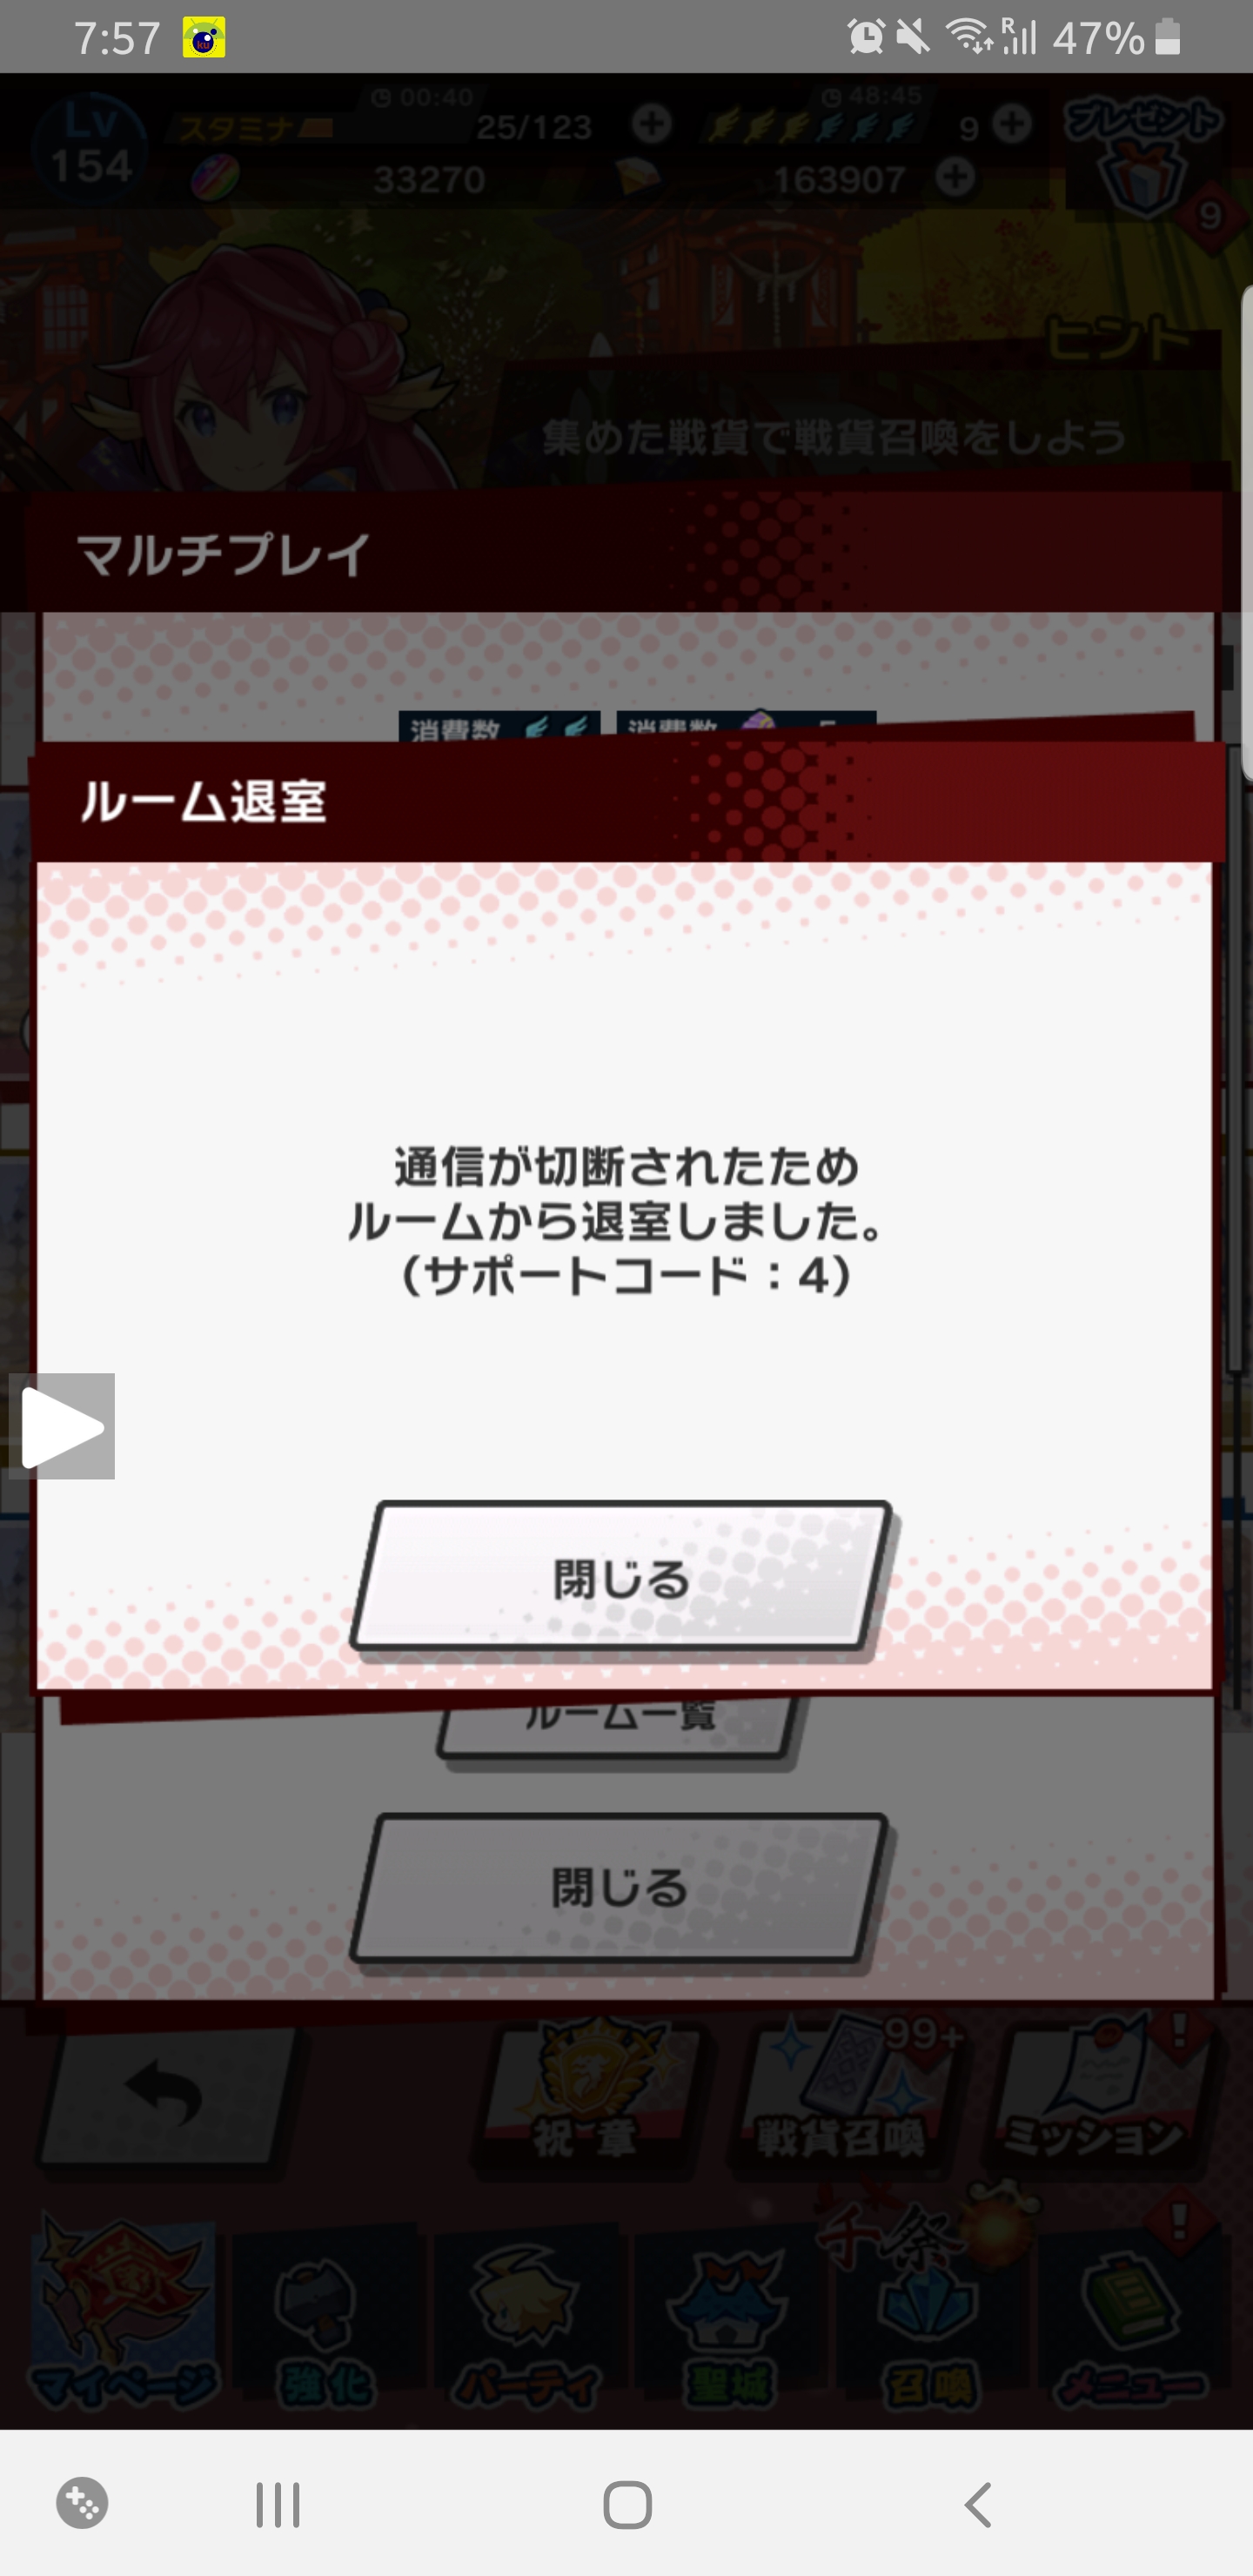 7:57
47%
Lv
154
スタミナ
00:40
25/123
48:45
9
プレゼント
33270
163907
9
ヒント
集めた戦貨で戦貨召喚をしよう
マルチプレイ
消費数
消費数
ルーム退室
通信が切断されたため
ルームから退室しました。
(サポートコード:4)
閉じる
ルーム一覧
閉じる
祝章
99+
戦貨召喚
ミッション
マイページ
強化
パーティ
聖城
召喚
メニュー